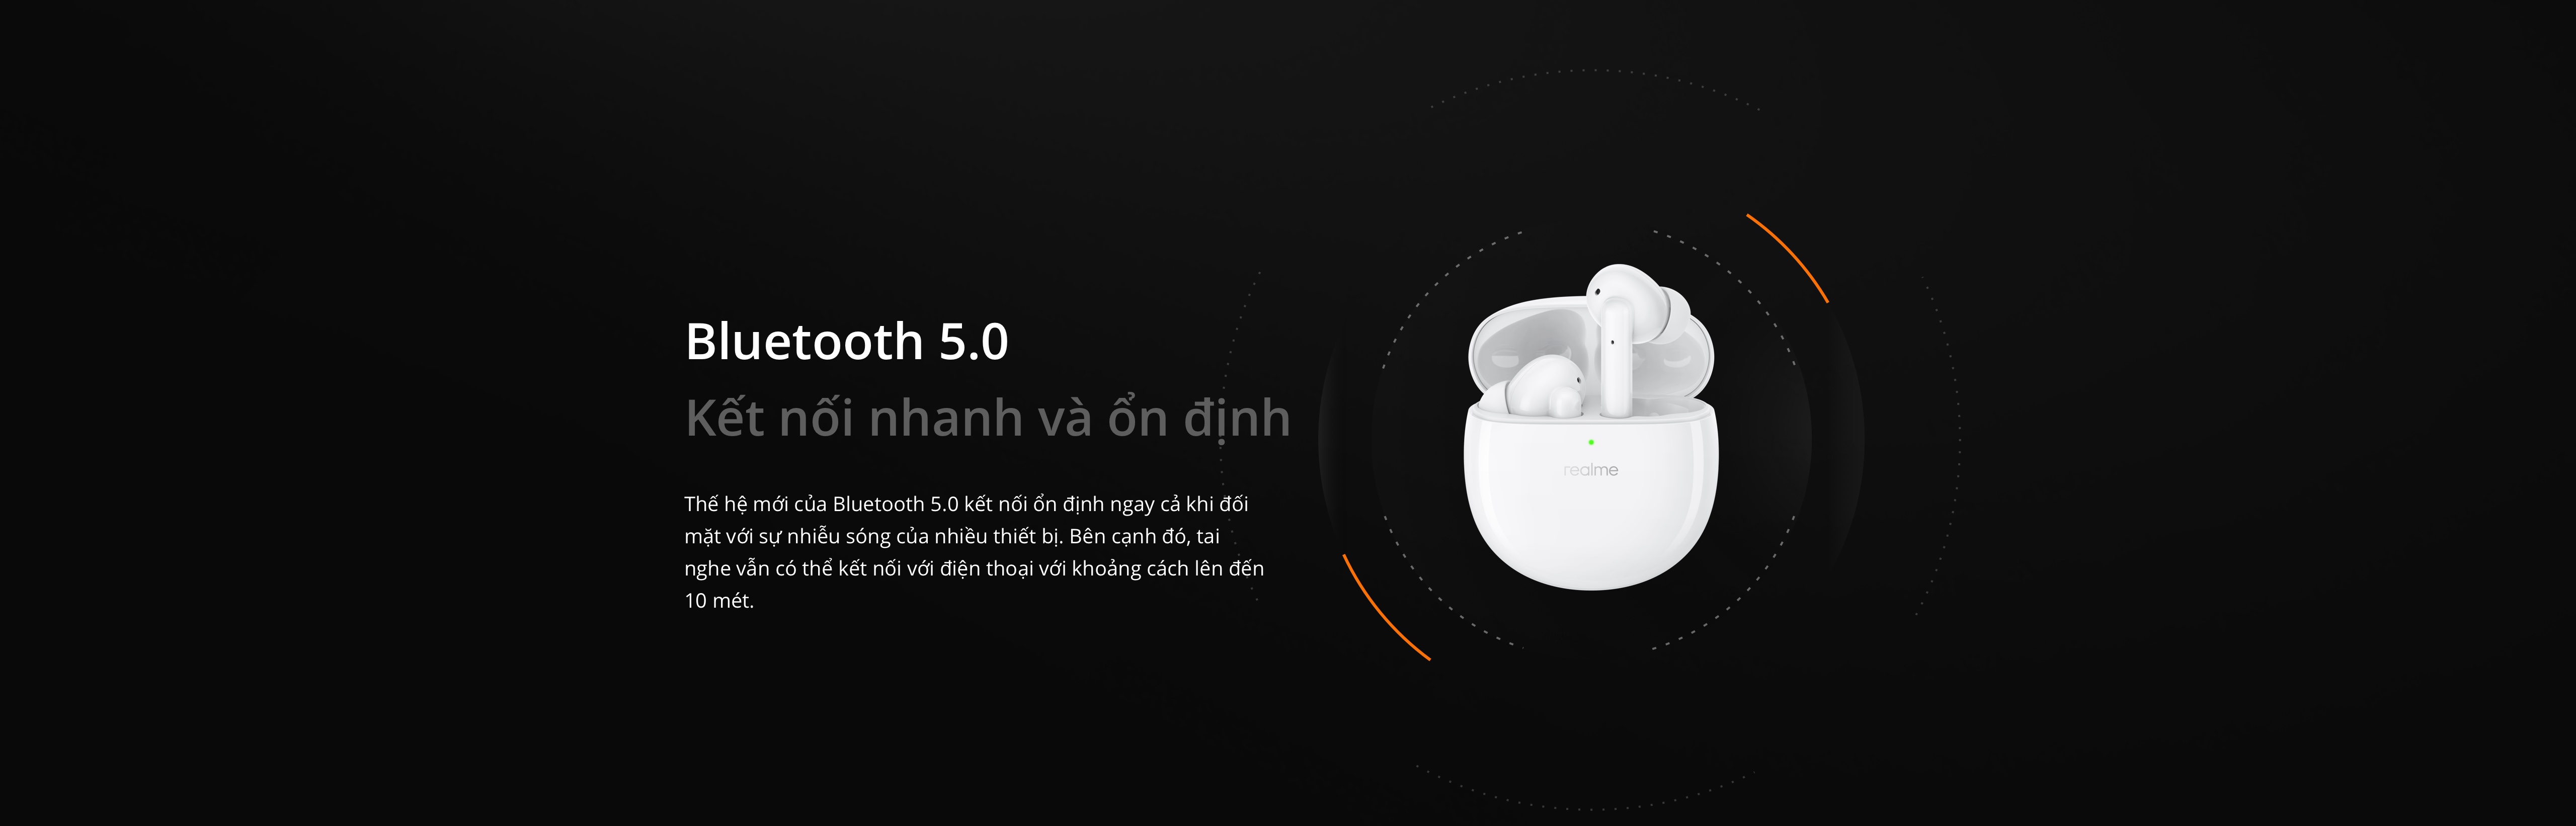 Bluetooth 5.0
Kết nối nhanh và ổn định
Thế hệ mới của Bluetooth 5.0 kết nối ổn định ngay cả khi đối
mặt với sự nhiễu sóng của nhiều thiết bị. Bên cạnh đó, tai
nghe vẫn có thể kết nối với điện thoại với khoảng cách lên đến
10 mét.
realme